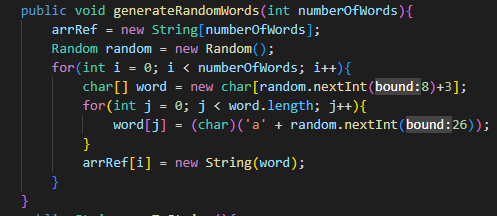 public void generateRandomWords(int numberOfWords){
    arrRef = new String[numberOfWords];
    Random random = new Random();
    for(int i = 0; i < numberOfWords; i++){
        char[] word = new char[random.nextInt(bound:8)+3];
        for(int j = 0; j < word.length; j++){
            word[j] = (char)('a' + random.nextInt(bound:26));
        }
        arrRef[i] = new String(word);
    }
}